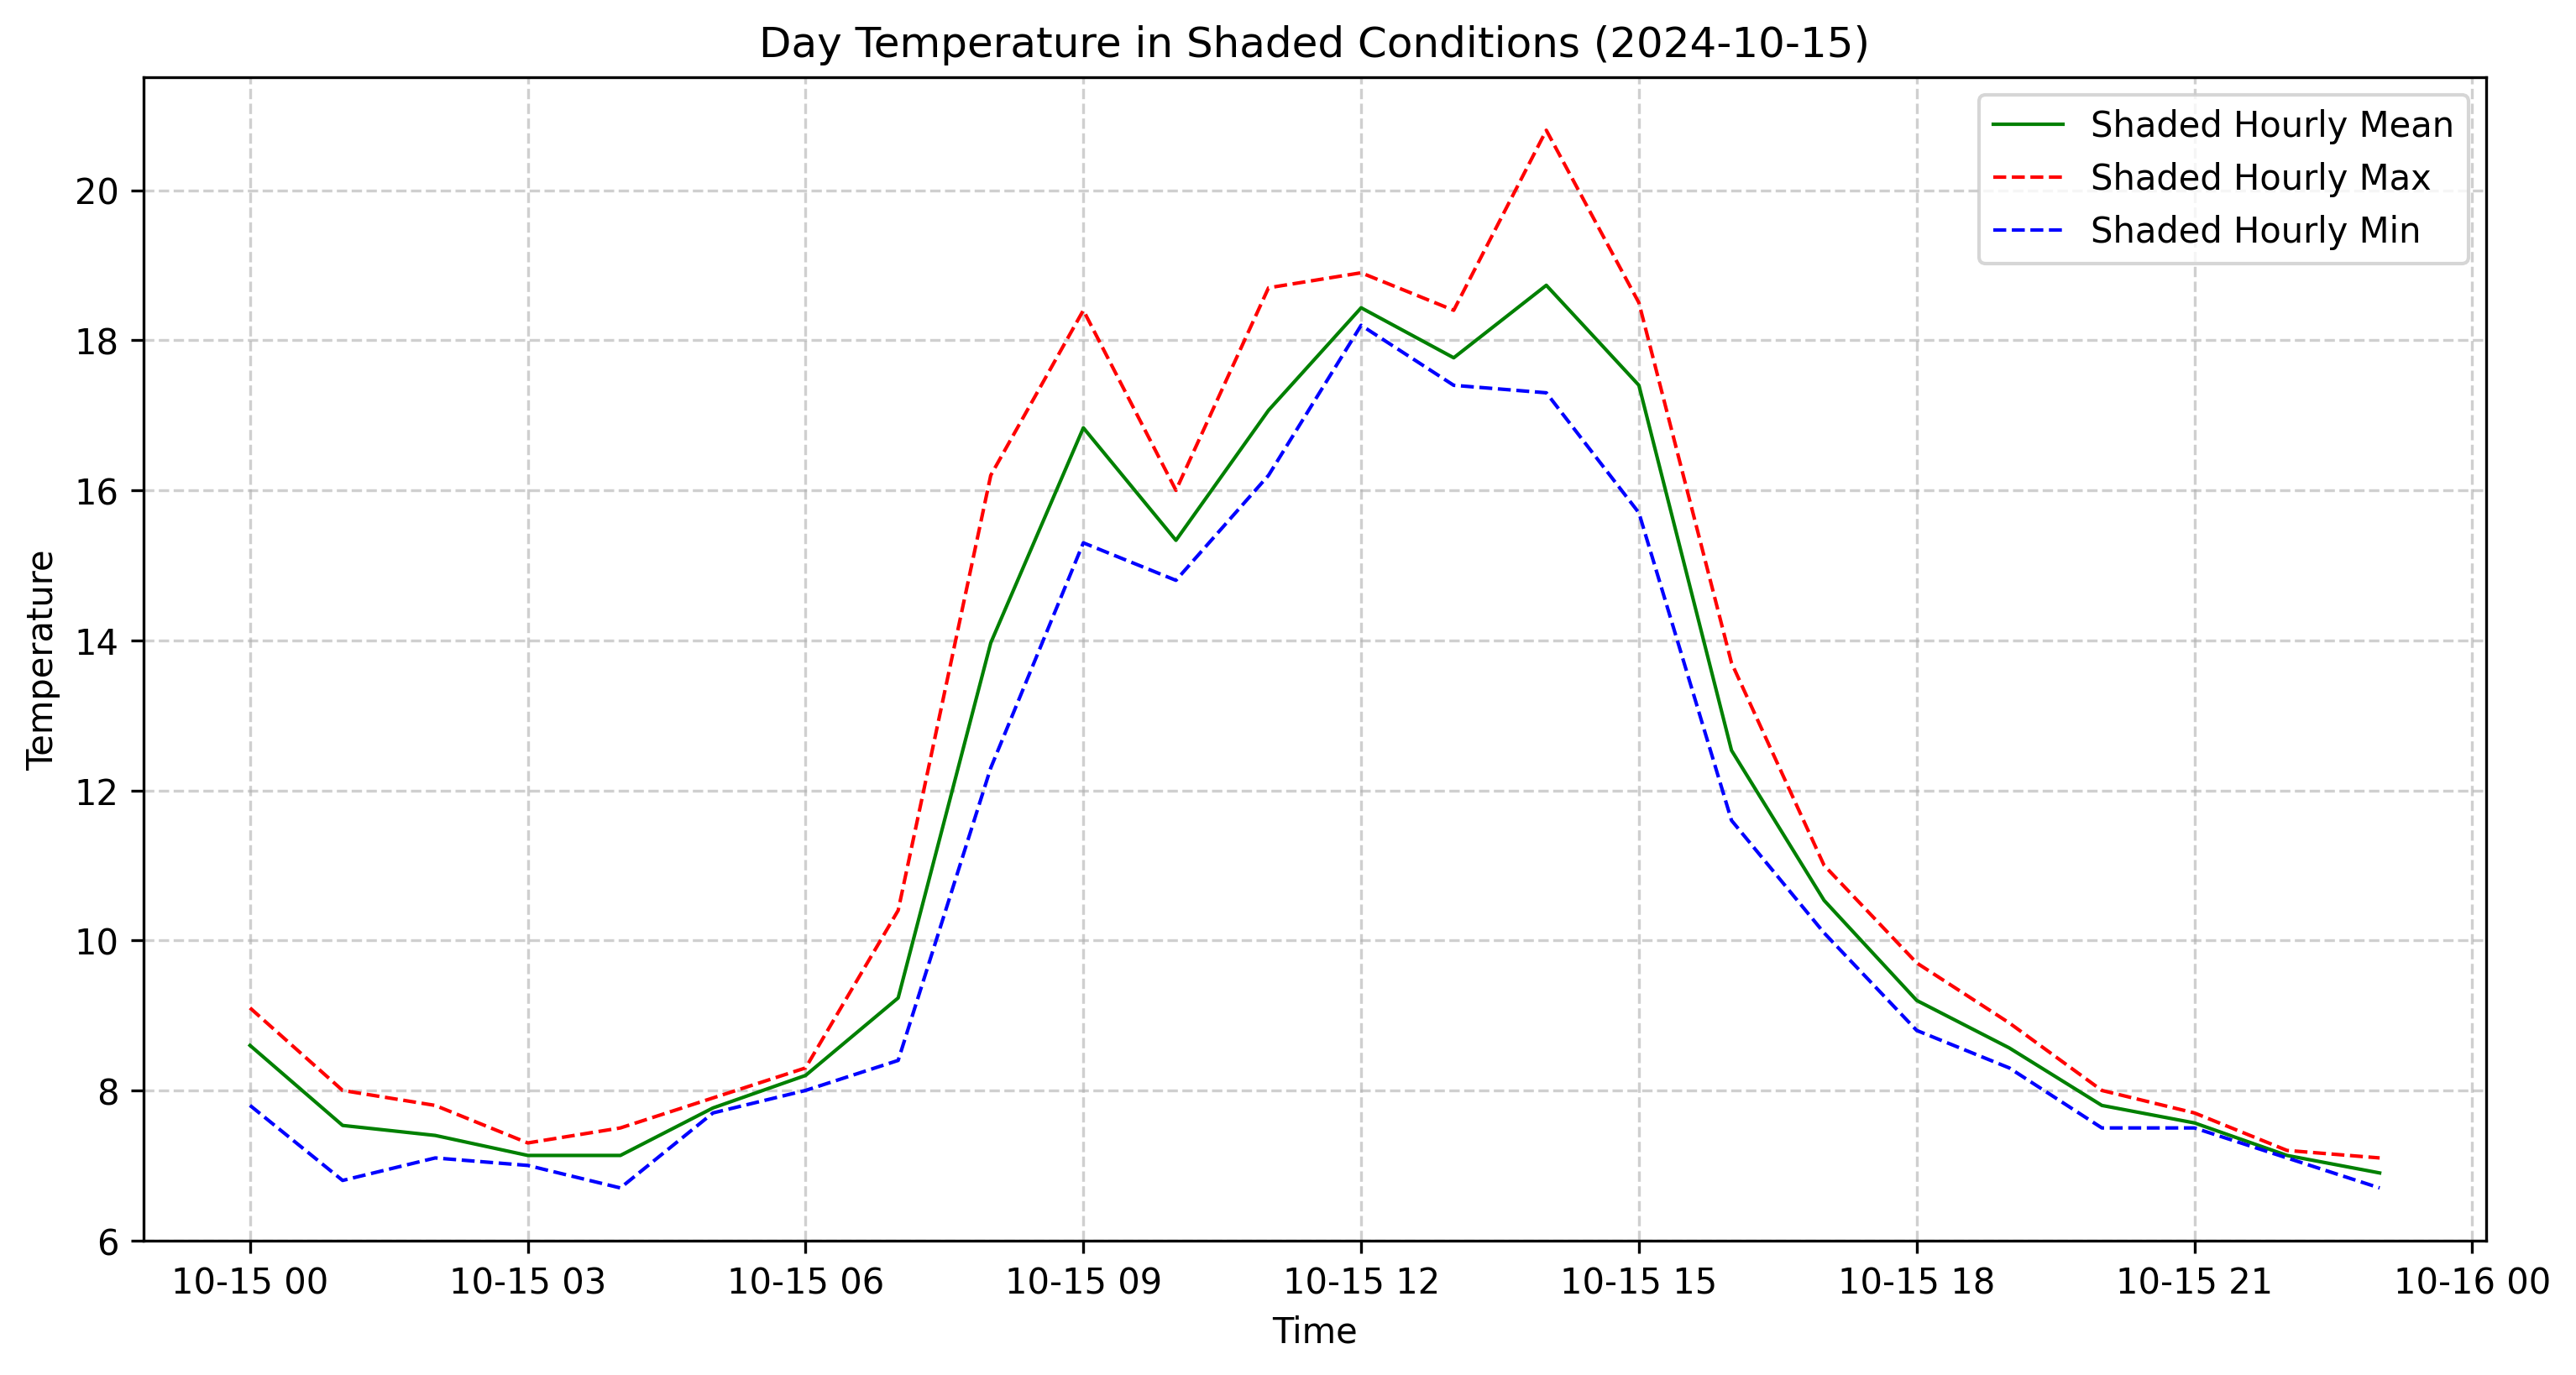 Day Temperature in Shaded Conditions (2024-10-15)
Shaded Hourly Mean
Shaded Hourly Max
Shaded Hourly Min
Temperature
20
18
16
14
12
10
8
6
10-15 00 10-15 03 10-15 06 10-15 09 10-15 12 10-15 15 10-15 18 10-15 21 10-16 00
Time